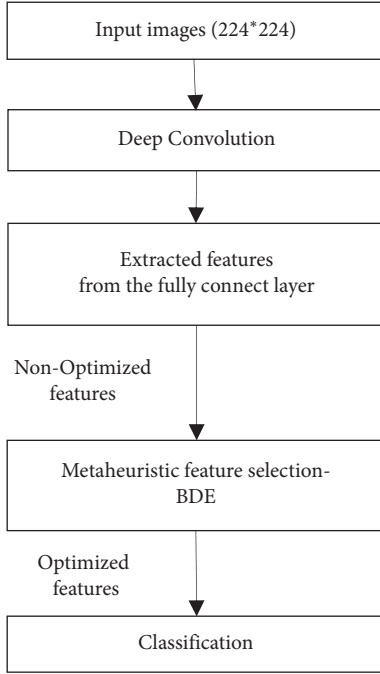 Input images (224*224)
Deep Convolution
Extracted features
from the fully connect layer
Non-Optimized
features
Metaheuristic feature selection-
BDE
Optimized
features
Classification